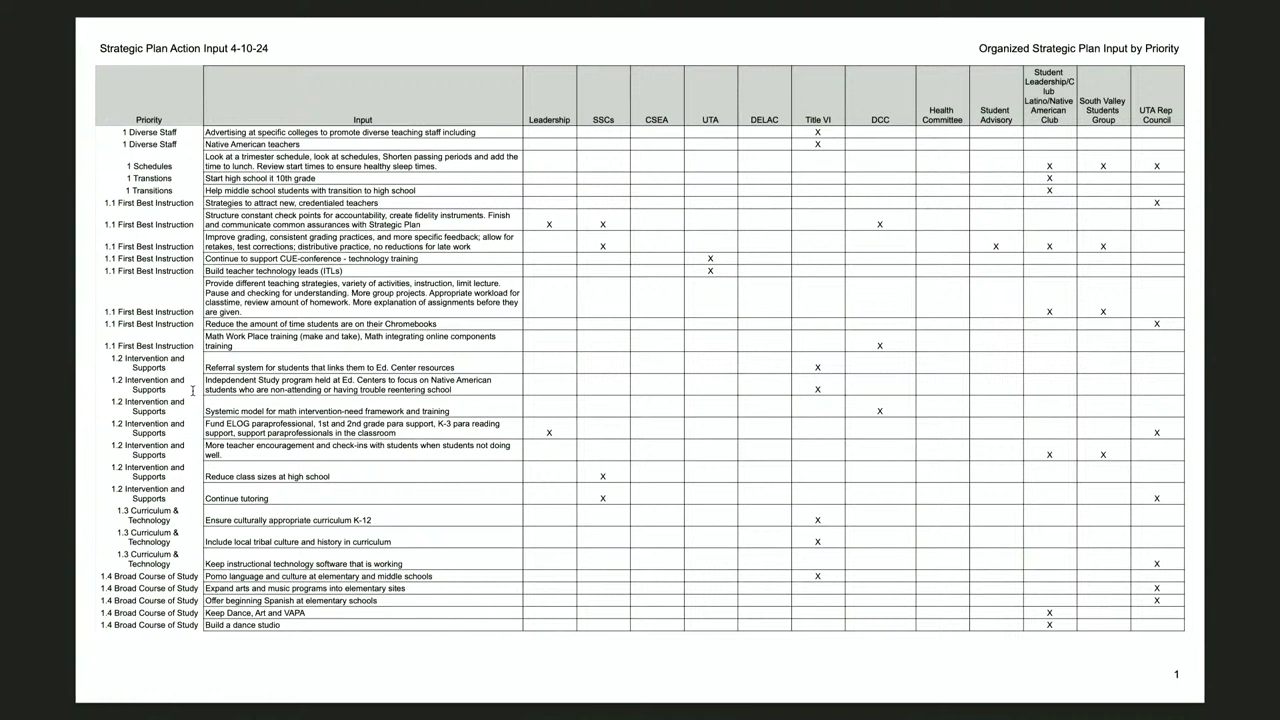 Strategic Plan Action Input 4-10-24
Organized Strategic Plan Input by Priority
Priority
Input
Leadership
SSCs
CSEA
UTA
DELAC
Title VI
DCC
Health
Committee
Student
Advisory
Student
Leadership/C
lub
Latino/Native
American
Club
South Valley
Students
Group
UTA Rep
Council
1 Diverse Staff Advertising at specific colleges to promote diverse teaching staff including X
1 Diverse Staff Native American teachers X
Look at a trimester schedule, look at schedules, Shorten passing periods and add the
1 Schedules time to lunch. Review start times to ensure healthy sleep times. X X X
1 Transtions Start high school it 10th grade X
1 Transitions Help middle school students with transition to high school X
1.1 First Best Instruction Strategies to attract new, credentialed teachers X
Structure constant check points for accountability, create fidelity instruments. Finish
1.1 First Best Instruction and communicate common assurances with Strategic Plan X X X
Improve grading, consistent grading practices, and more specific feedback; allow for
1.1 First Best Instruction retakes, test corrections; distributive practice, no reductions for late work X X X X
1.1 First Best Instruction Continue to support CUE-conference - technology training X
1.1 First Best Instruction Build teacher technology leads (ITLs) X
Provide different teaching strategies, variety of activities, instruction, limit lecture.
Pause and checking for understanding. More group projects. Appropriate workload for
classtime, review amount of homework. More explanation of assignments before they
1.1 First Best Instruction are given. X X
1.1 First Best Instruction Reduce the amount of time students are on their Chromebooks X
Math Work Place training (make and take), Math integrating online components
1.1 First Best Instruction training X
1.2 Intervention and
Supports Referral system for students that links them to Ed. Center resources X
1.2 Intervention and Indepdendent Study program held at Ed. Centers to focus on Native American
Supports students who are non-attending or having trouble reentering school X
1.2 Intervention and
Supports Systemic model for math intervention-need framework and training X
1.2 Intervention and Fund ELOG paraprofessional, 1st and 2nd grade para support, K-3 para reading
Supports support, support paraprofessionals in the classroom X X
1.2 Intervention and More teacher encouragement and check-ins with students when students not doing
Supports well. X X
1.2 Intervention and
Supports Reduce class sizes at high school X
1.2 Intervention and
Supports Continue tutoring X X
1.3 Curriculum &
Technology Ensure culturally appropriate curriculum K-12 X
1.3 Curriculum &
Technology Include local tribal culture and history in curriculum X
1.3 Curriculum &
Technology Keep instructional technology software that is working X
1.4 Broad Course of Study Pomo language and culture at elementary and middle schools X
1.4 Broad Course of Study Expand arts and music programs into elementary sites X
1.4 Broad Course of Study Offer beginning Spanish at elementary schools X
1.4 Broad Course of Study Keep Dance, Art and VAPA X
1.4 Broad Course of Study Build a dance studio X
1